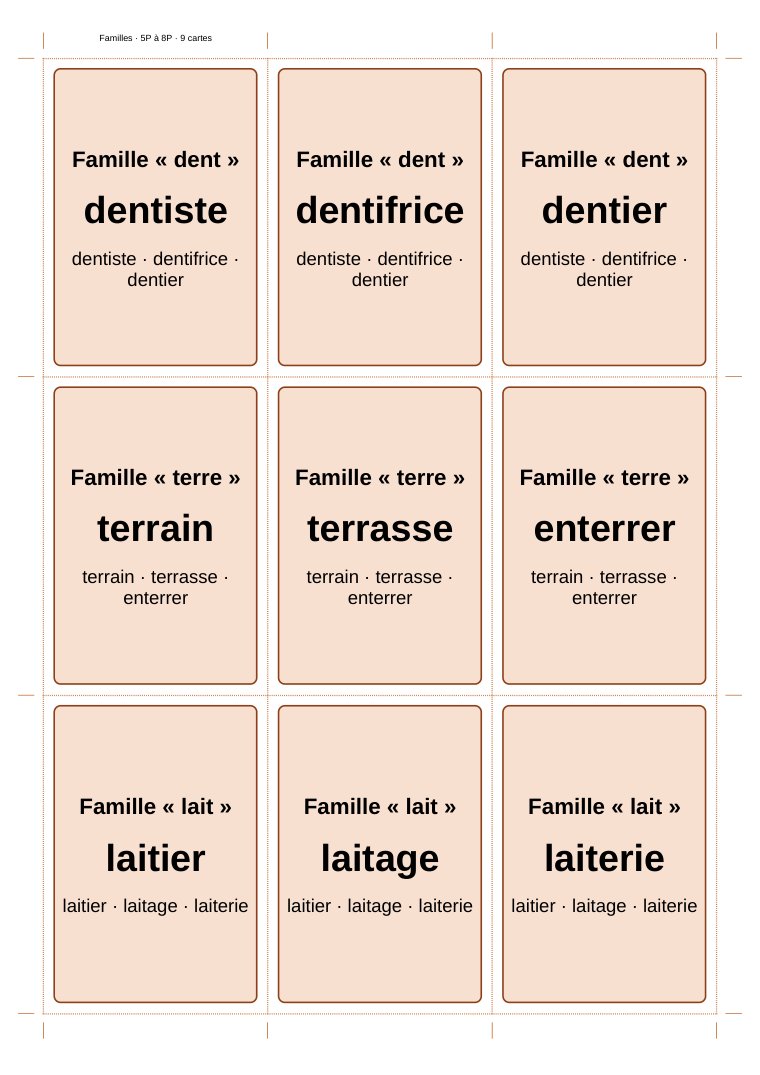 Familles · 5P à 8P · 9 cartes
Famille « dent »
dentiste
dentiste · dentifrice ·
dentier
Famille « dent »
dentifrice
dentiste · dentifrice ·
dentier
Famille « dent »
dentier
dentiste · dentifrice ·
dentier
Famille « terre »
terrain
terrain · terrasse ·
enterrer
Famille « terre »
terrasse
terrain · terrasse ·
enterrer
Famille « terre »
enterrer
terrain · terrasse ·
enterrer
Famille « lait »
laitier
laitier · laitage · laiterie
Famille « lait »
laitage
laitier · laitage · laiterie
Famille « lait »
laiterie
laitier · laitage · laiterie